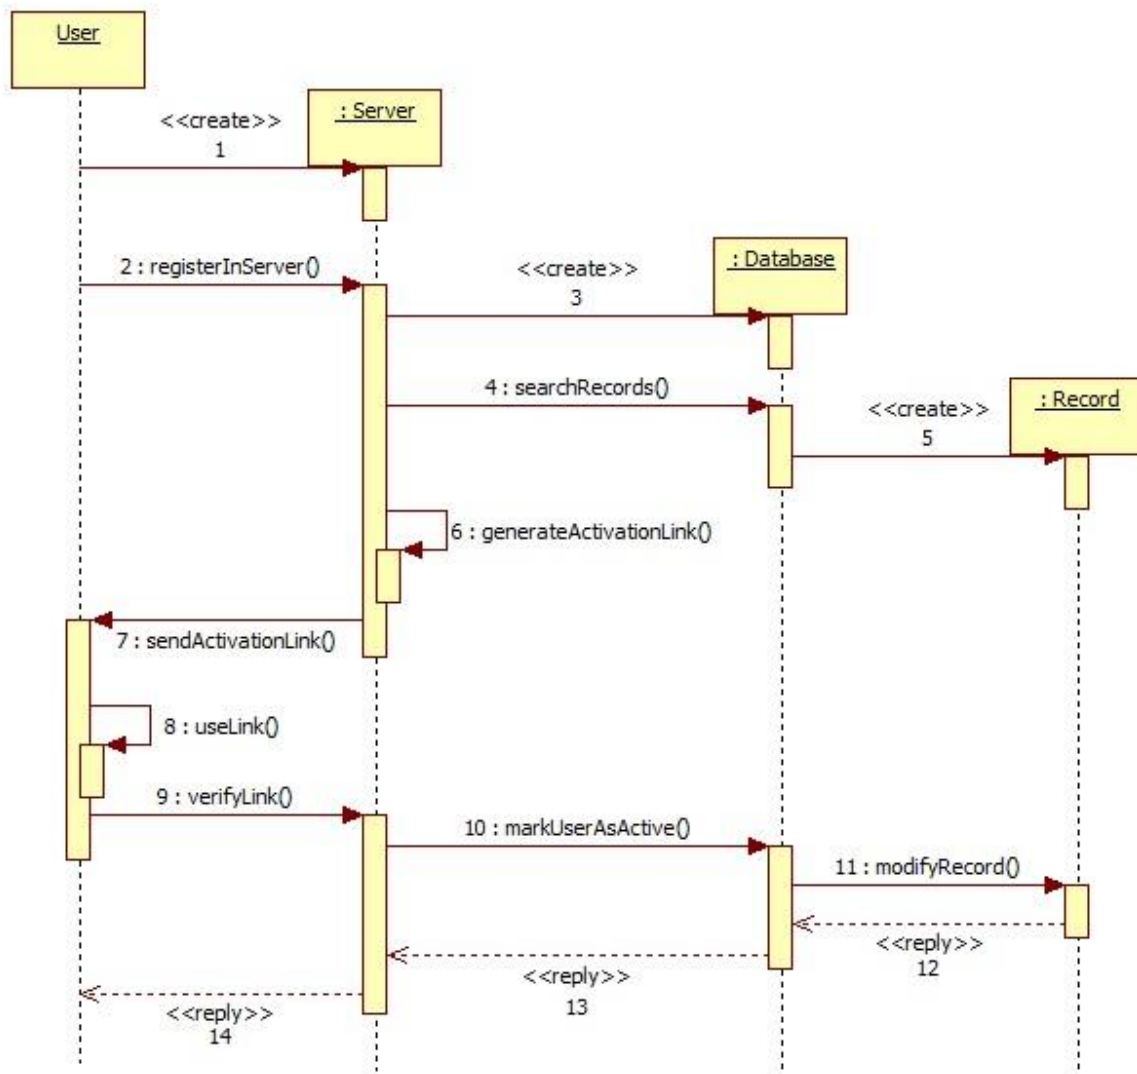 User
: Server
<<create>>
1
2 : registerInServer()
: Database
<<create>>
3
4 : searchRecords()
: Record
<<create>>
5
6 : generateActivationLink()
7 : sendActivationLink()
8 : useLink()
9 : verifyLink()
10 : markUserAsActive()
11 : modifyRecord()
<<reply>>
12
<<reply>>
13
<<reply>>
14